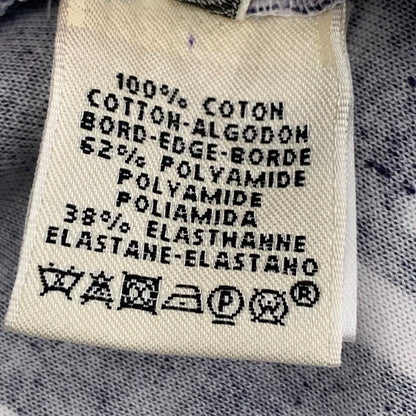 100% COTON
COTTON-ALGODON
BORD-EDGE-BORDE
62% POLYAMIDE
POLYAMIDE
POLIAMIDA
38% ELASTHANNE
ELASTANE-ELASTANO
P W ®